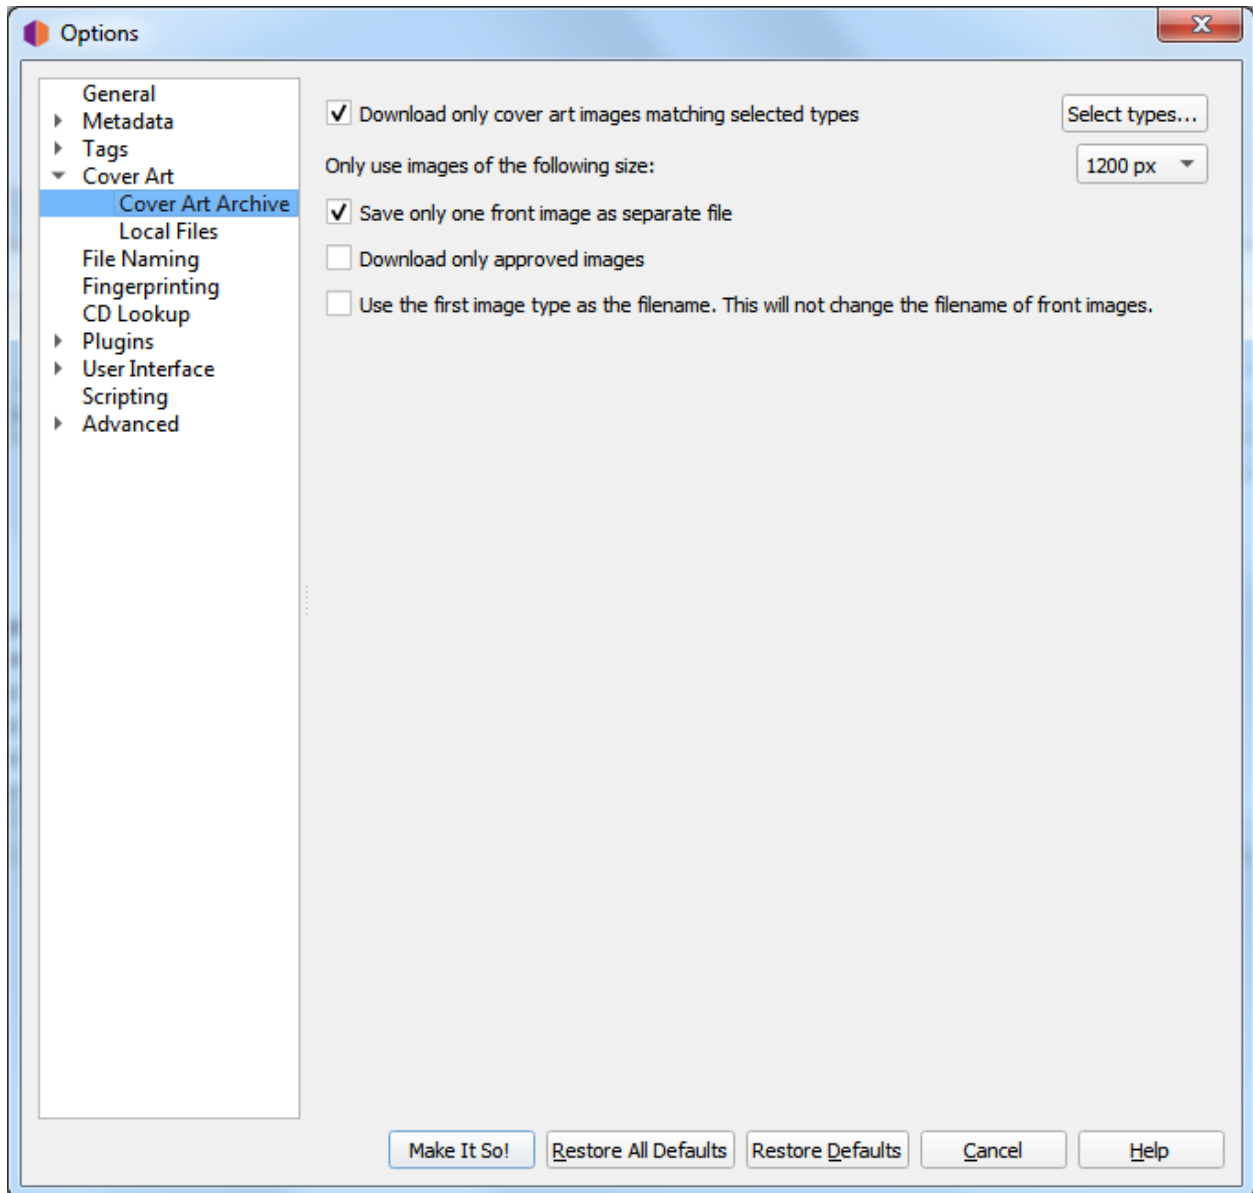 Options
General
Metadata
Tags
Cover Art
Cover Art Archive
Local Files
File Naming
Fingerprinting
CD Lookup
Plugins
User Interface
Scripting
Advanced
Download only cover art images matching selected types
Select types...
Only use images of the following size:
1200 px
Save only one front image as separate file
Download only approved images
Use the first image type as the filename. This will not change the filename of front images.
Make It So!
Restore All Defaults
Restore Defaults
Cancel
Help